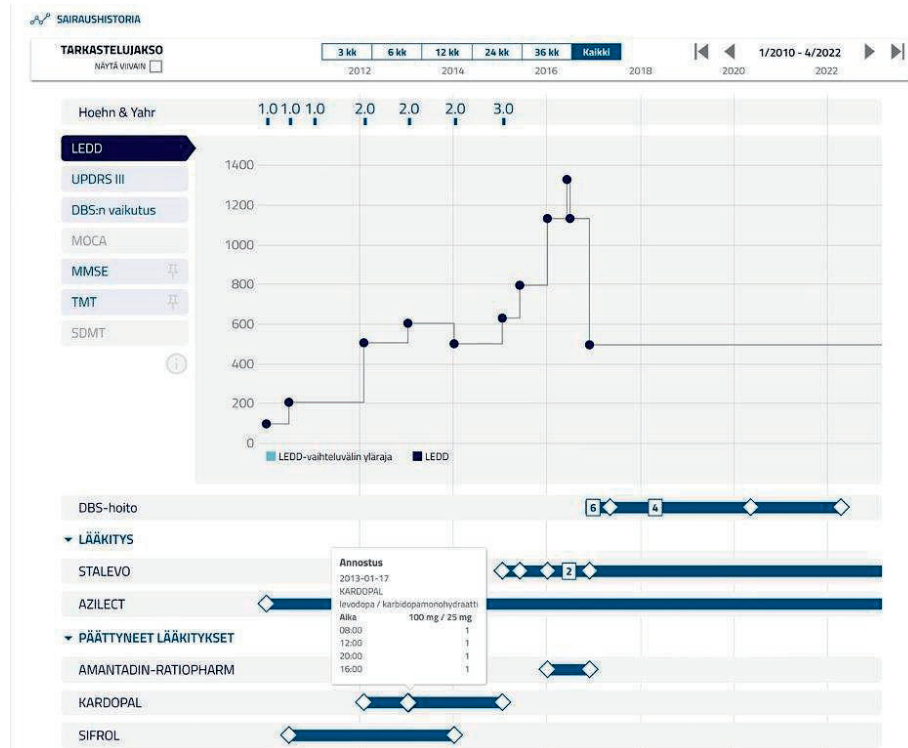 SAIRAUSHISTORIA
TARKASTELUJAKSO
NÄYTÄ VIIVAIN
3 kk 6 kk 12 kk 24 kk 36 kk Kaikki
1/2010 - 4/2022
2012 2014 2016 2018 2020 2022
Hoehn & Yahr
1.0 1.0 1.0 2.0 2.0 2.0 3.0
LEDD
UPDRS III
DBS:n vaikutus
MOCA
MMSE
TMT
SDMT
1400
1200
1000
800
600
400
200
0
LEDD-vaihteluvälin yläraja LEDD
DBS-hoito
6 4
LÄÄKITYS
STALEVO
2
AZILECT
Annostus
2013-01-17
KARDOPAL
levodopa / karbidopamonohydraatti
Aika 100 mg / 25 mg
08:00 1
12:00 1
20:00 1
16:00 1
PÄÄTTYNEET LÄÄKITYKSET
AMANTADIN-RATIOPHARM
KARDOPAL
SIFROL